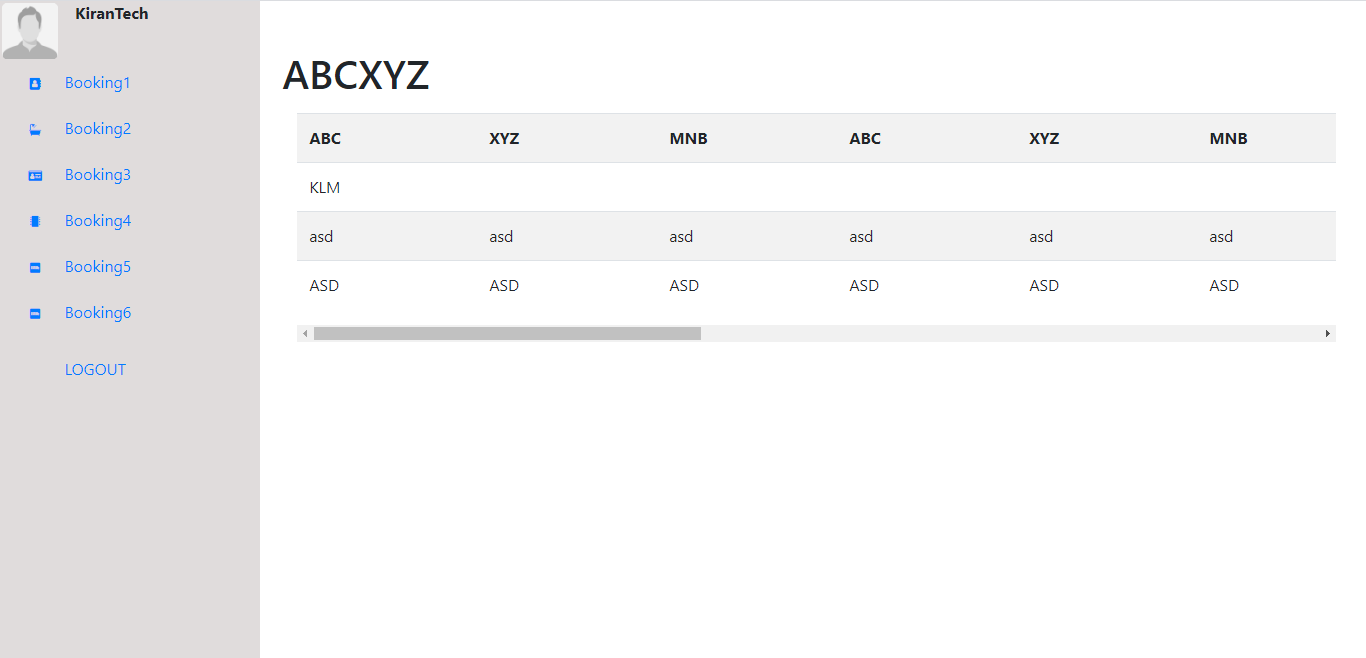 KiranTech
Booking1
Booking2
Booking3
Booking4
Booking5
Booking6
LOGOUT
ABCXYZ
ABC XYZ MNB ABC XYZ MNB
KLM
asd asd asd asd asd asd
ASD ASD ASD ASD ASD ASD